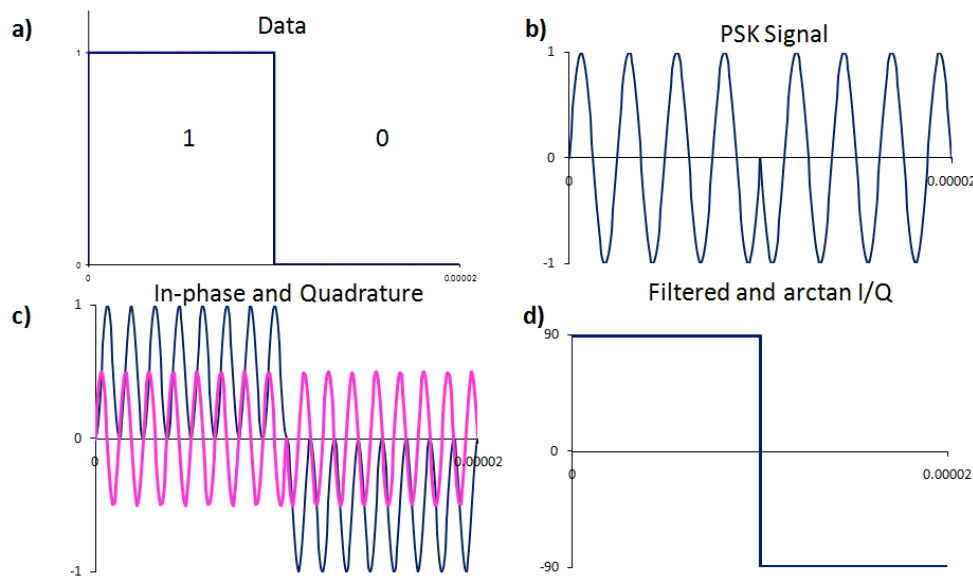 a)
Data
1
1
0
0
0
0.00002
b)
PSK Signal
1
0
0
0.00002
-1
c)
In-phase and Quadrature
1
0
0
0.00002
-1
d)
Filtered and arctan I/Q
90
0
0
0.00002
-90